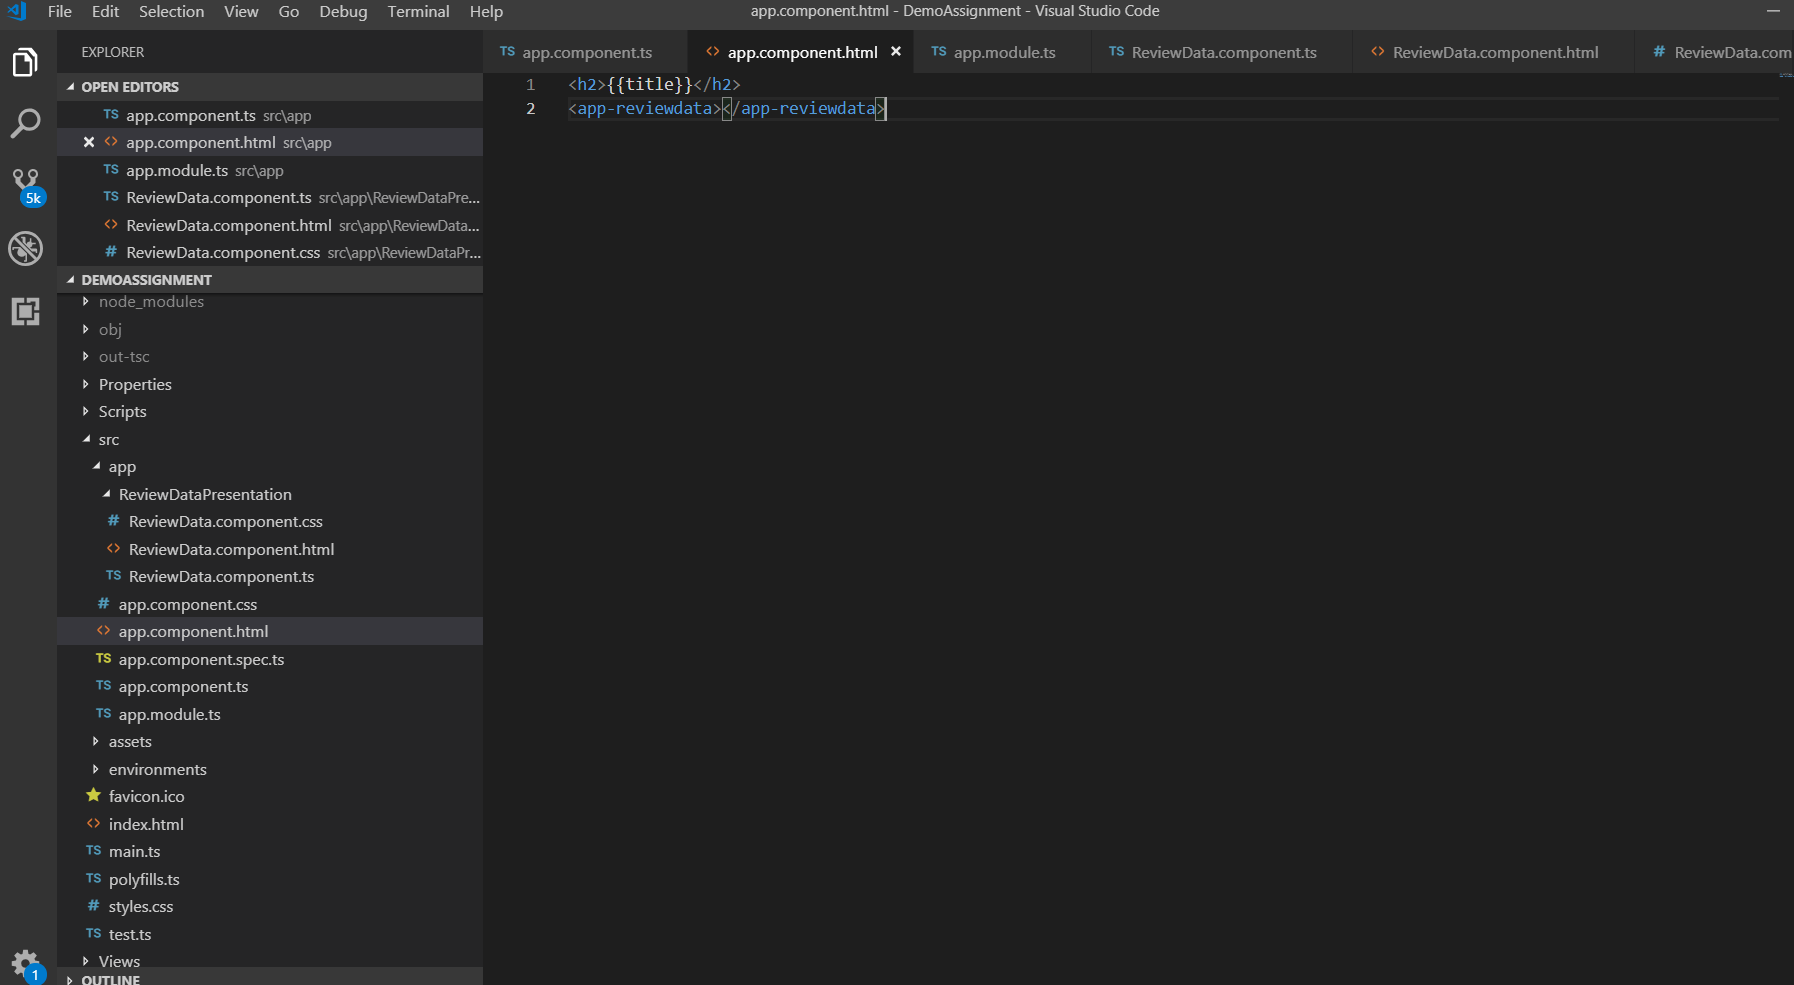 File Edit Selection View Go Debug Terminal Help app.component.html - DemoAssignment - Visual Studio Code
EXPLORER
OPEN EDITORS
TS app.component.ts src\app
<> app.component.html src\app
TS app.module.ts src\app
TS ReviewData.component.ts src\app\ReviewDataPre...
<> ReviewData.component.html src\app\ReviewData...
# ReviewData.component.css src\app\ReviewDataPr...
DEMOASSIGNMENT
node_modules
obj
out-tsc
Properties
Scripts
src
app
ReviewDataPresentation
# ReviewData.component.css
<> ReviewData.component.html
TS ReviewData.component.ts
# app.component.css
<> app.component.html
TS app.component.spec.ts
TS app.component.ts
TS app.module.ts
assets
environments
favicon.ico
<> index.html
TS main.ts
TS polyfills.ts
# styles.css
TS test.ts
Views
OUTLINE
5k
1
TS app.component.ts <> app.component.html TS app.module.ts TS ReviewData.component.ts <> ReviewData.component.html # ReviewData.com
1 <h2>{{title}}</h2>
2 <app-reviewdata></app-reviewdata>